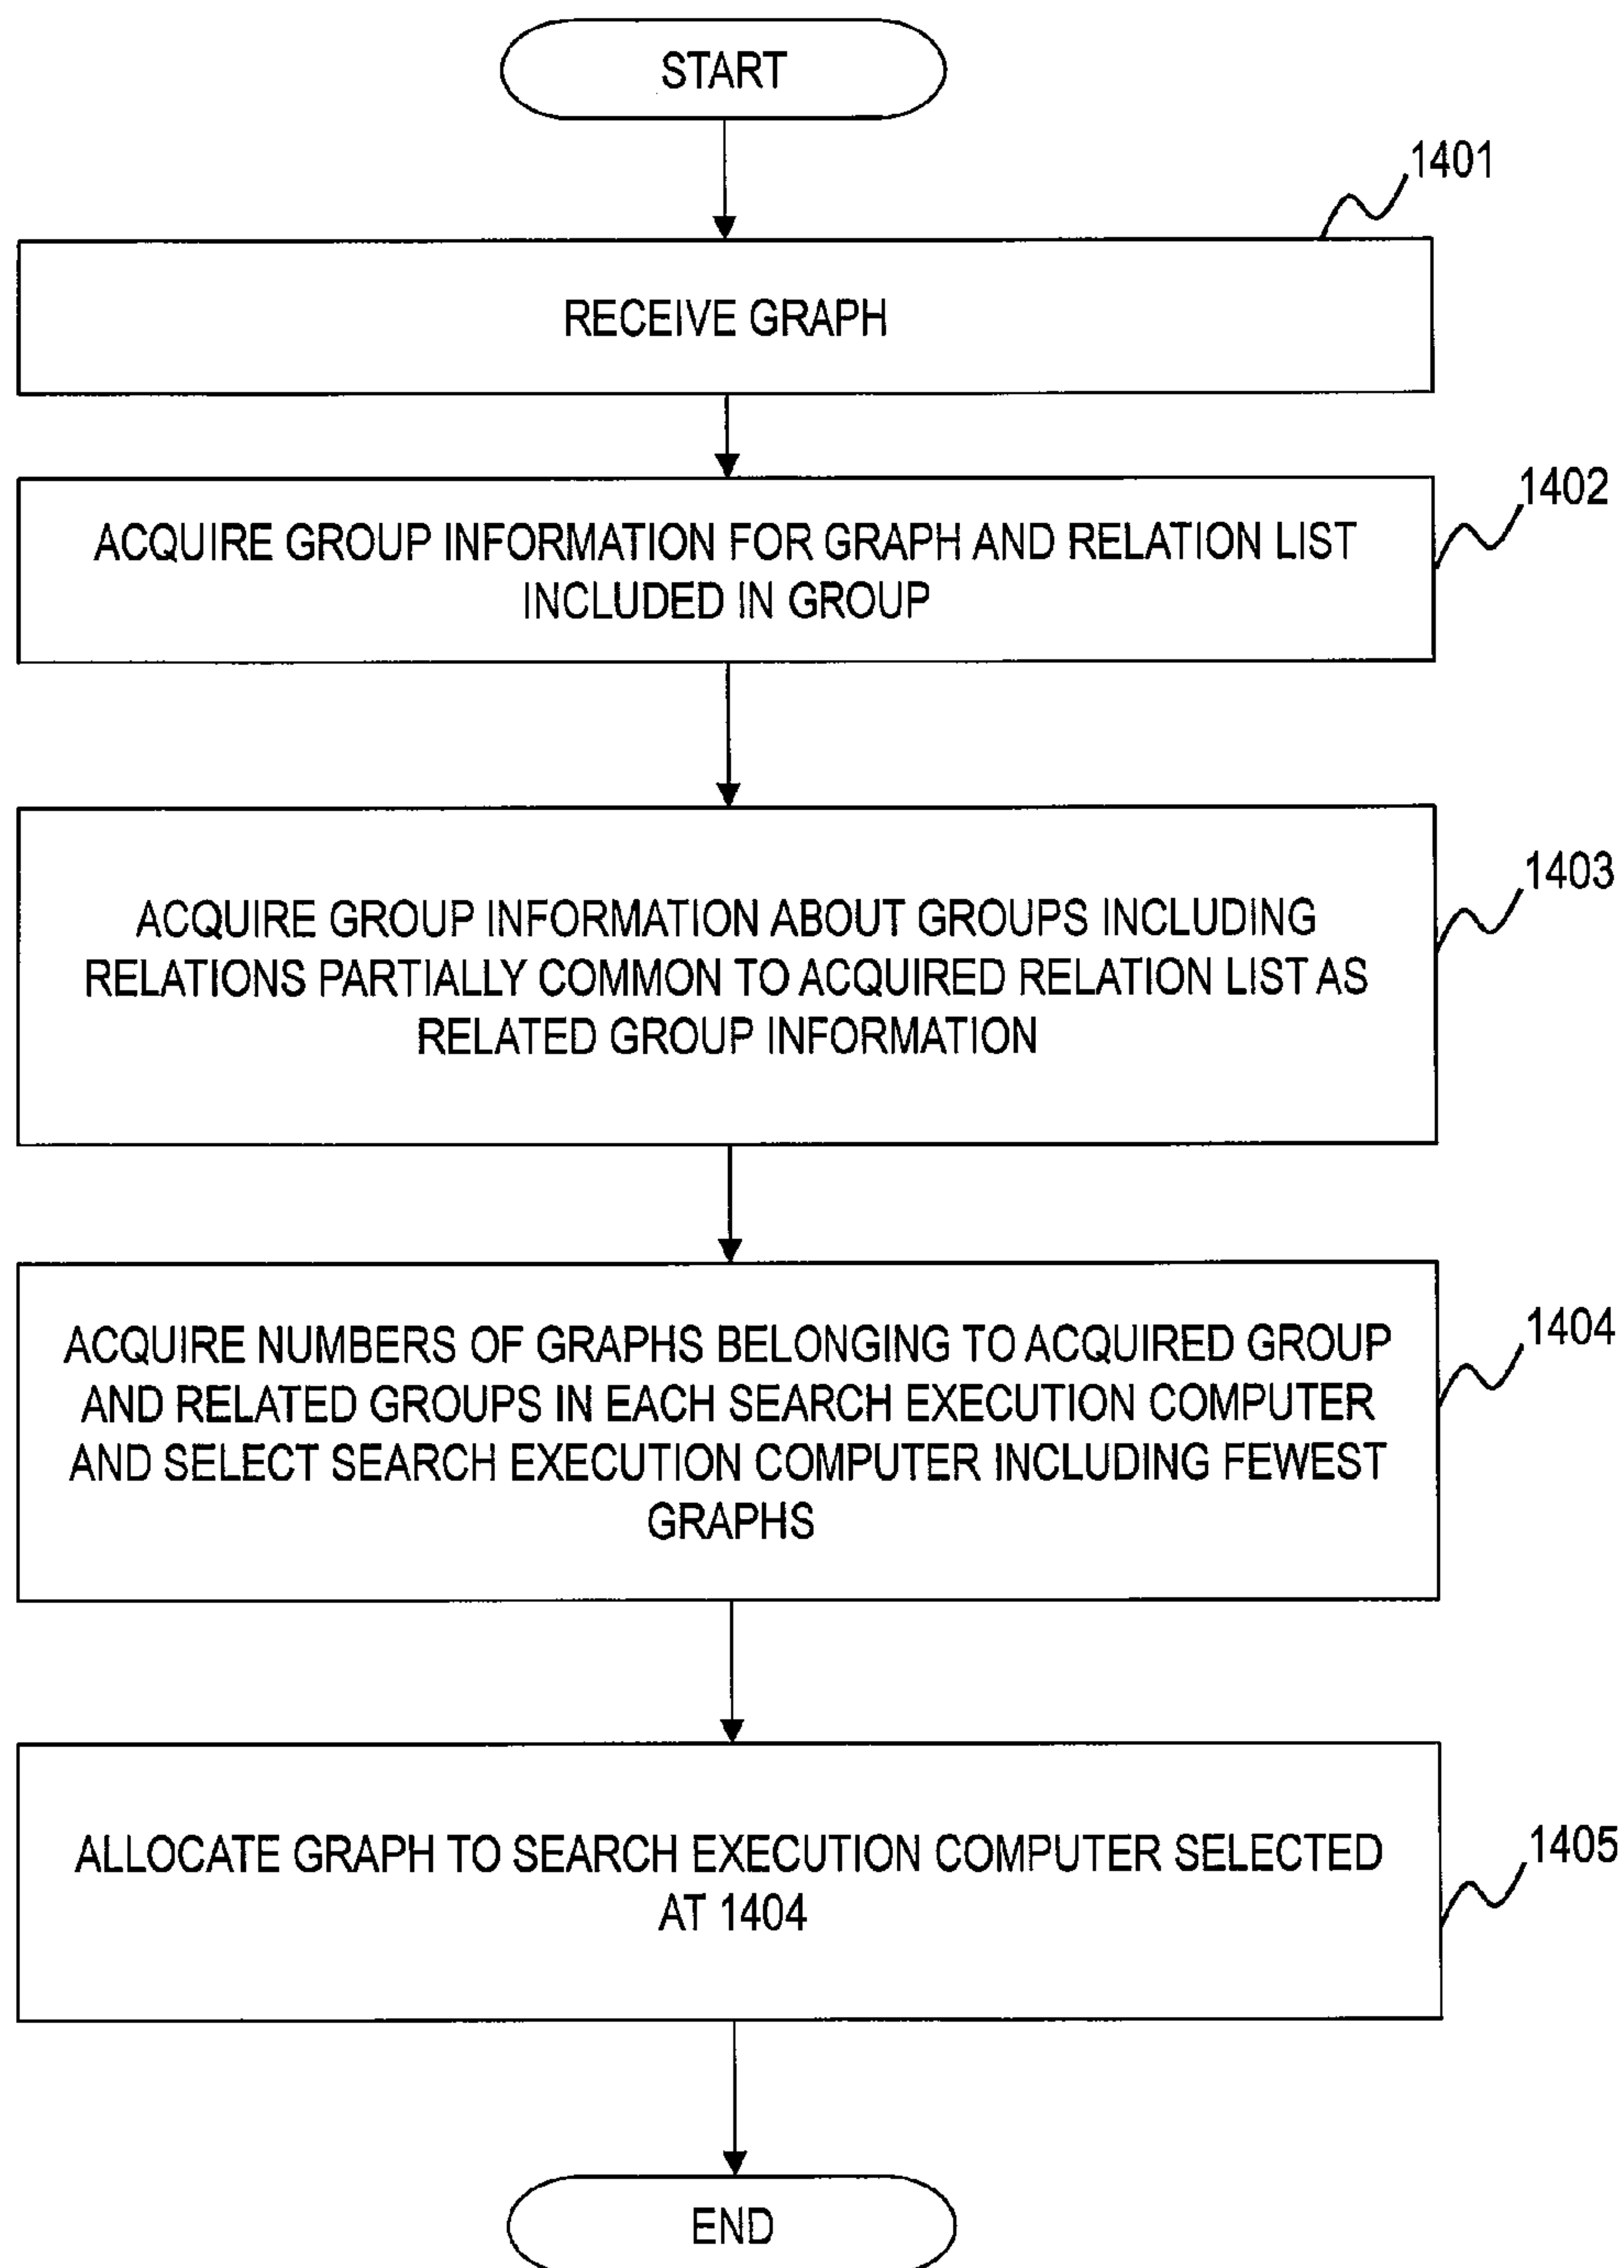 START
1401
RECEIVE GRAPH
1402
ACQUIRE GROUP INFORMATION FOR GRAPH AND RELATION LIST
INCLUDED IN GROUP
1403
ACQUIRE GROUP INFORMATION ABOUT GROUPS INCLUDING
RELATIONS PARTIALLY COMMON TO ACQUIRED RELATION LIST AS
RELATED GROUP INFORMATION
1404
ACQUIRE NUMBERS OF GRAPHS BELONGING TO ACQUIRED GROUP
AND RELATED GROUPS IN EACH SEARCH EXECUTION COMPUTER
AND SELECT SEARCH EXECUTION COMPUTER INCLUDING FEWEST
GRAPHS
1405
ALLOCATE GRAPH TO SEARCH EXECUTION COMPUTER SELECTED
AT 1404
END